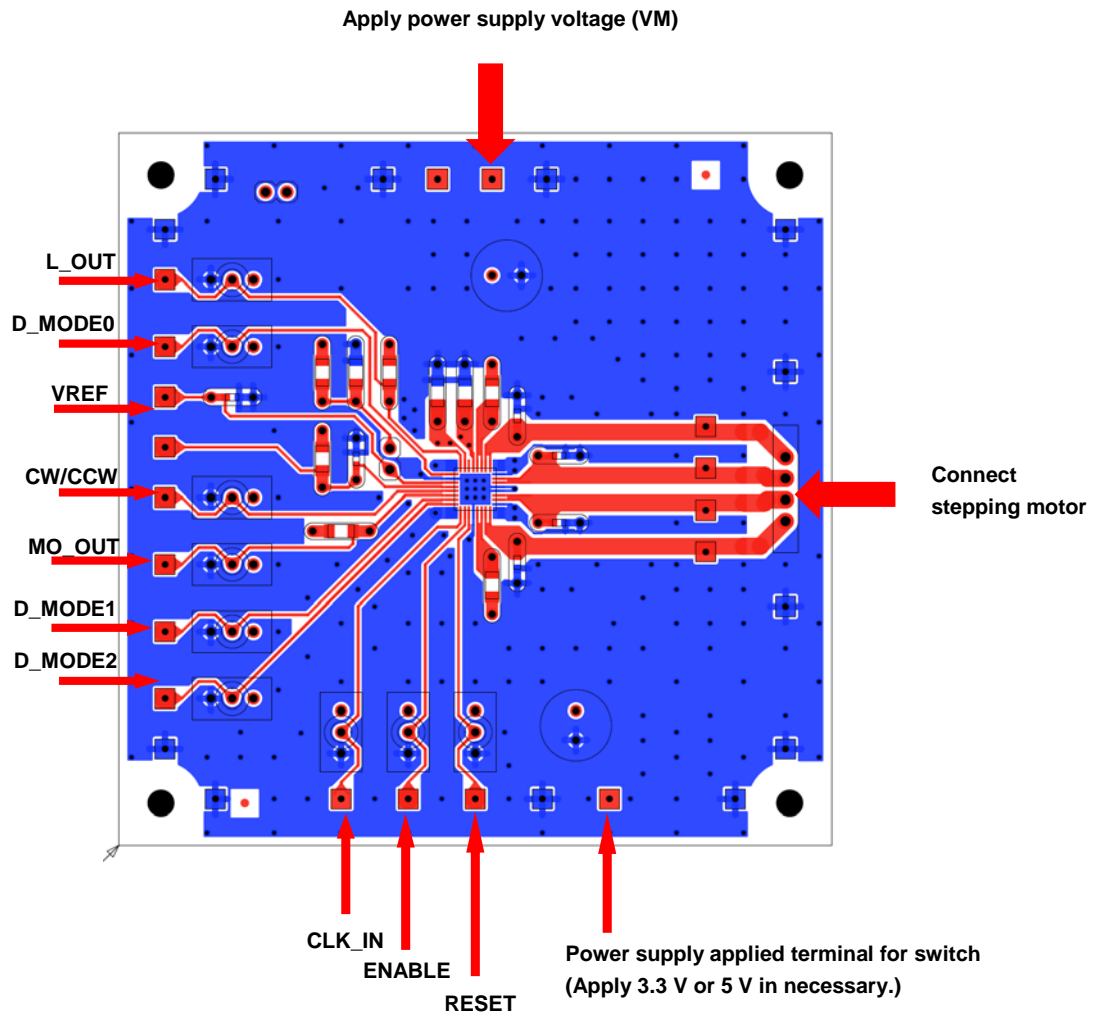 Apply power supply voltage (VM)
L_OUT
D_MODE0
VREF
CW/CCW
MO_OUT
D_MODE1
D_MODE2
Connect
stepping motor
CLK_IN
ENABLE
RESET
Power supply applied terminal for switch
(Apply 3.3 V or 5 V in necessary.)